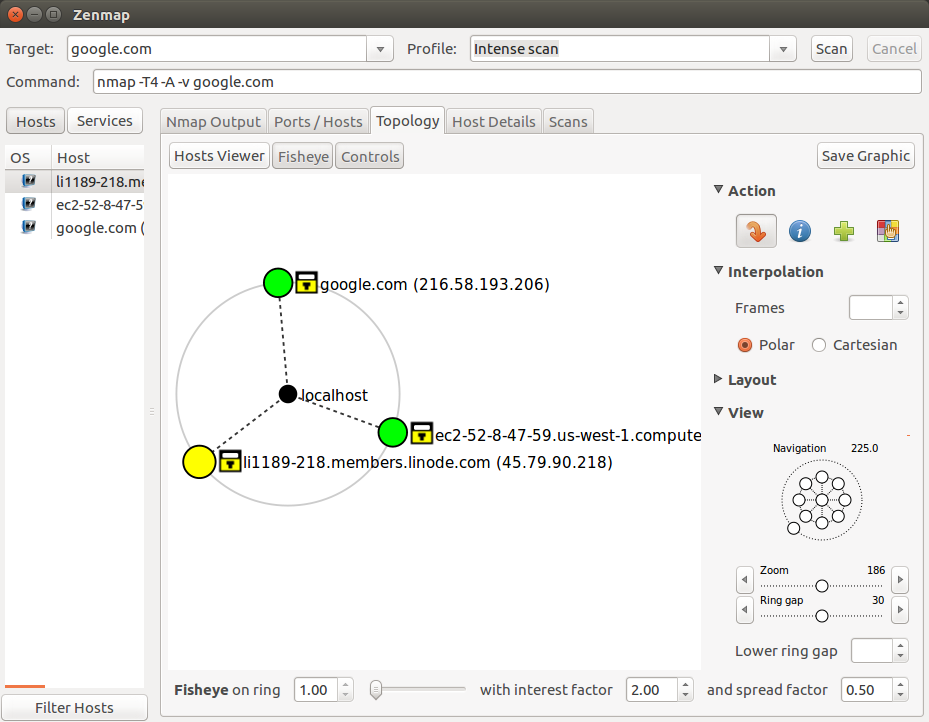 Zenmap
Target: google.com Profile: Intense scan Scan Cancel
Command: nmap -T4 -A -v google.com
Hosts Services
Nmap Output Ports / Hosts Topology Host Details Scans
OS Host
li1189-218.me
ec2-52-8-47-5
google.com (
Hosts Viewer Fisheye Controls Save Graphic
google.com (216.58.193.206)
localhost
ec2-52-8-47-59.us-west-1.compute
li1189-218.members.linode.com (45.79.90.218)
Action
Interpolation
Frames
Polar Cartesian
Layout
View
Navigation 225.0
Zoom 186
Ring gap 30
Lower ring gap
Fisheye on ring 1.00 with interest factor 2.00 and spread factor 0.50
Filter Hosts